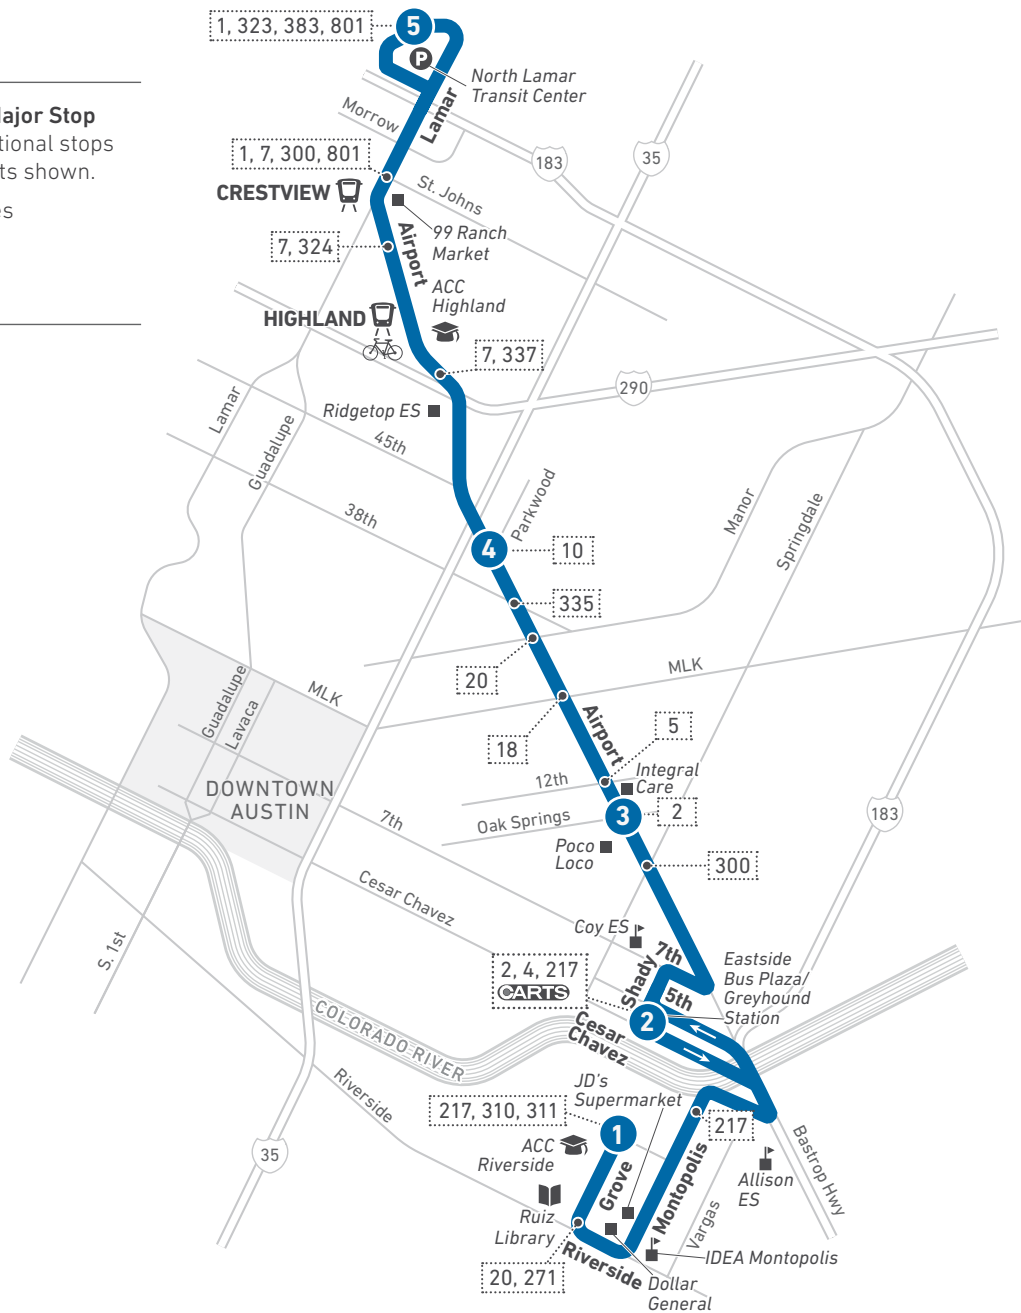 1, 323, 383, 801
5
P
North Lamar
Transit Center
Major Stop
tional stops
ts shown.
es
Morrow
Lamar
183
35
1, 7, 300, 801
CRESTVIEW
St. Johns
99 Ranch
Market
7, 324
Airport
ACC
Highland
HIGHLAND
7, 337
290
Ridgetop ES
Lamar
Guadalupe
45th
38th
Parkwood
Manor
Springdale
4
10
335
20
MLK
MLK
Guadalupe
Lavaca
18
Airport
5
DOWNTOWN
AUSTIN
12th
Integral
Care
Oak Springs
3
2
183
7th
Poco
Loco
300
Cesar Chavez
Coy ES
S. 1st
7th
Shady
5th
Eastside
Bus Plaza/
Greyhound
Station
2, 4, 217
CARTS
2
Cesar
Chavez
COLORADO RIVER
Riverside
JD's
Supermarket
217, 310, 311
1
217
ACC
Riverside
Grove
Montopolis
Allison
ES
Bastrop Hwy
35
Ruiz
Library
Vargas
IDEA Montopolis
20, 271
Riverside
Dollar
General